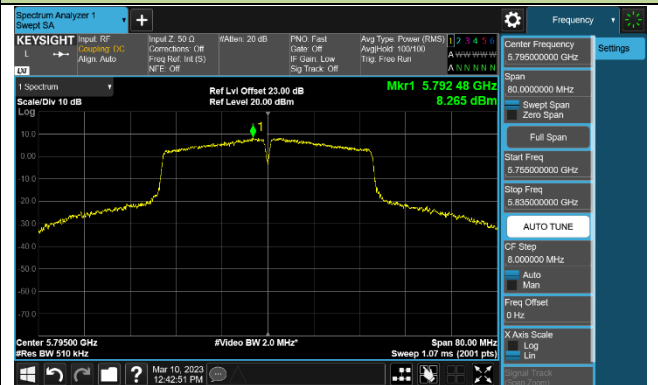 Spectrum Analyzer 1
Swept SA
Frequency
KEYSIGHT
Input: RF
Input Z: 50 Ω
#Atten: 20 dB
PNO: Fast
Avg Type: Power (RMS)
1 2 3 4 5 6
Coupling: DC
Corrections: Off
Gate: Off
Avg|Hold: 100/100
A W W W W W
L
Align: Auto
Freq Ref: Int (S)
IF Gain: Low
Trig: Free Run
NFE: Off
Sig Track: Off
A N N N N N
LXI
1 Spectrum
Scale/Div 10 dB
Ref Lvl Offset 23.00 dB
Ref Level 20.00 dBm
Mkr1 5.792 48 GHz
8.265 dBm
Log
1
10.0
0.00
-10.0
-20.0
-30.0
-40.0
-50.0
-60.0
-70.0
Center 5.79500 GHz
#Video BW 2.0 MHz*
Span 80.00 MHz
#Res BW 510 kHz
Sweep 1.07 ms (2001 pts)
Mar 10, 2023
12:42:51 PM
Center Frequency
5.795000000 GHz
Settings
Span
80.0000000 MHz
Swept Span
Zero Span
Full Span
Start Freq
5.755000000 GHz
Stop Freq
5.835000000 GHz
AUTO TUNE
CF Step
8.000000 MHz
Auto
Man
Freq Offset
0 Hz
X Axis Scale
Log
Lin
Signal Track
(Span Zoom)